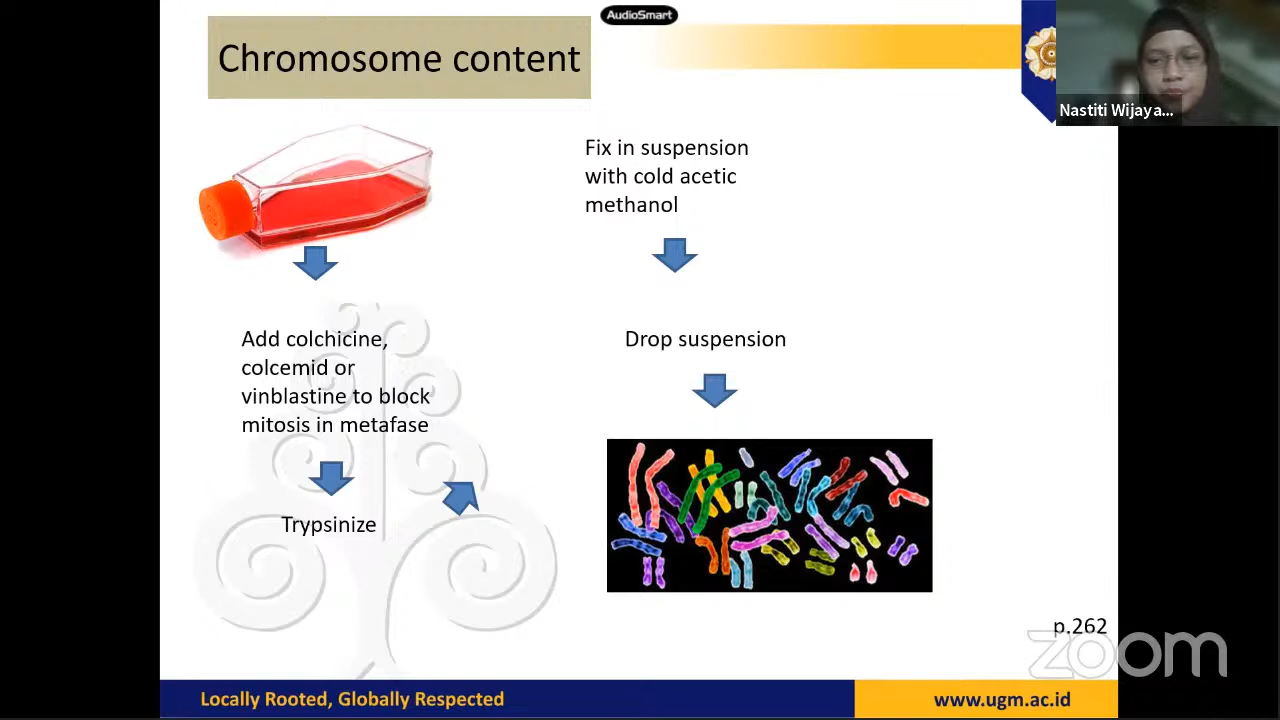 AudioSmart
Chromosome content
Nastiti Wijaya...
Fix in suspension
with cold acetic
methanol
Add colchicine,
colcemid or
vinblastine to block
mitosis in metafase
Drop suspension
Trypsinize
p.262
zoom
Locally Rooted, Globally Respected
www.ugm.ac.id